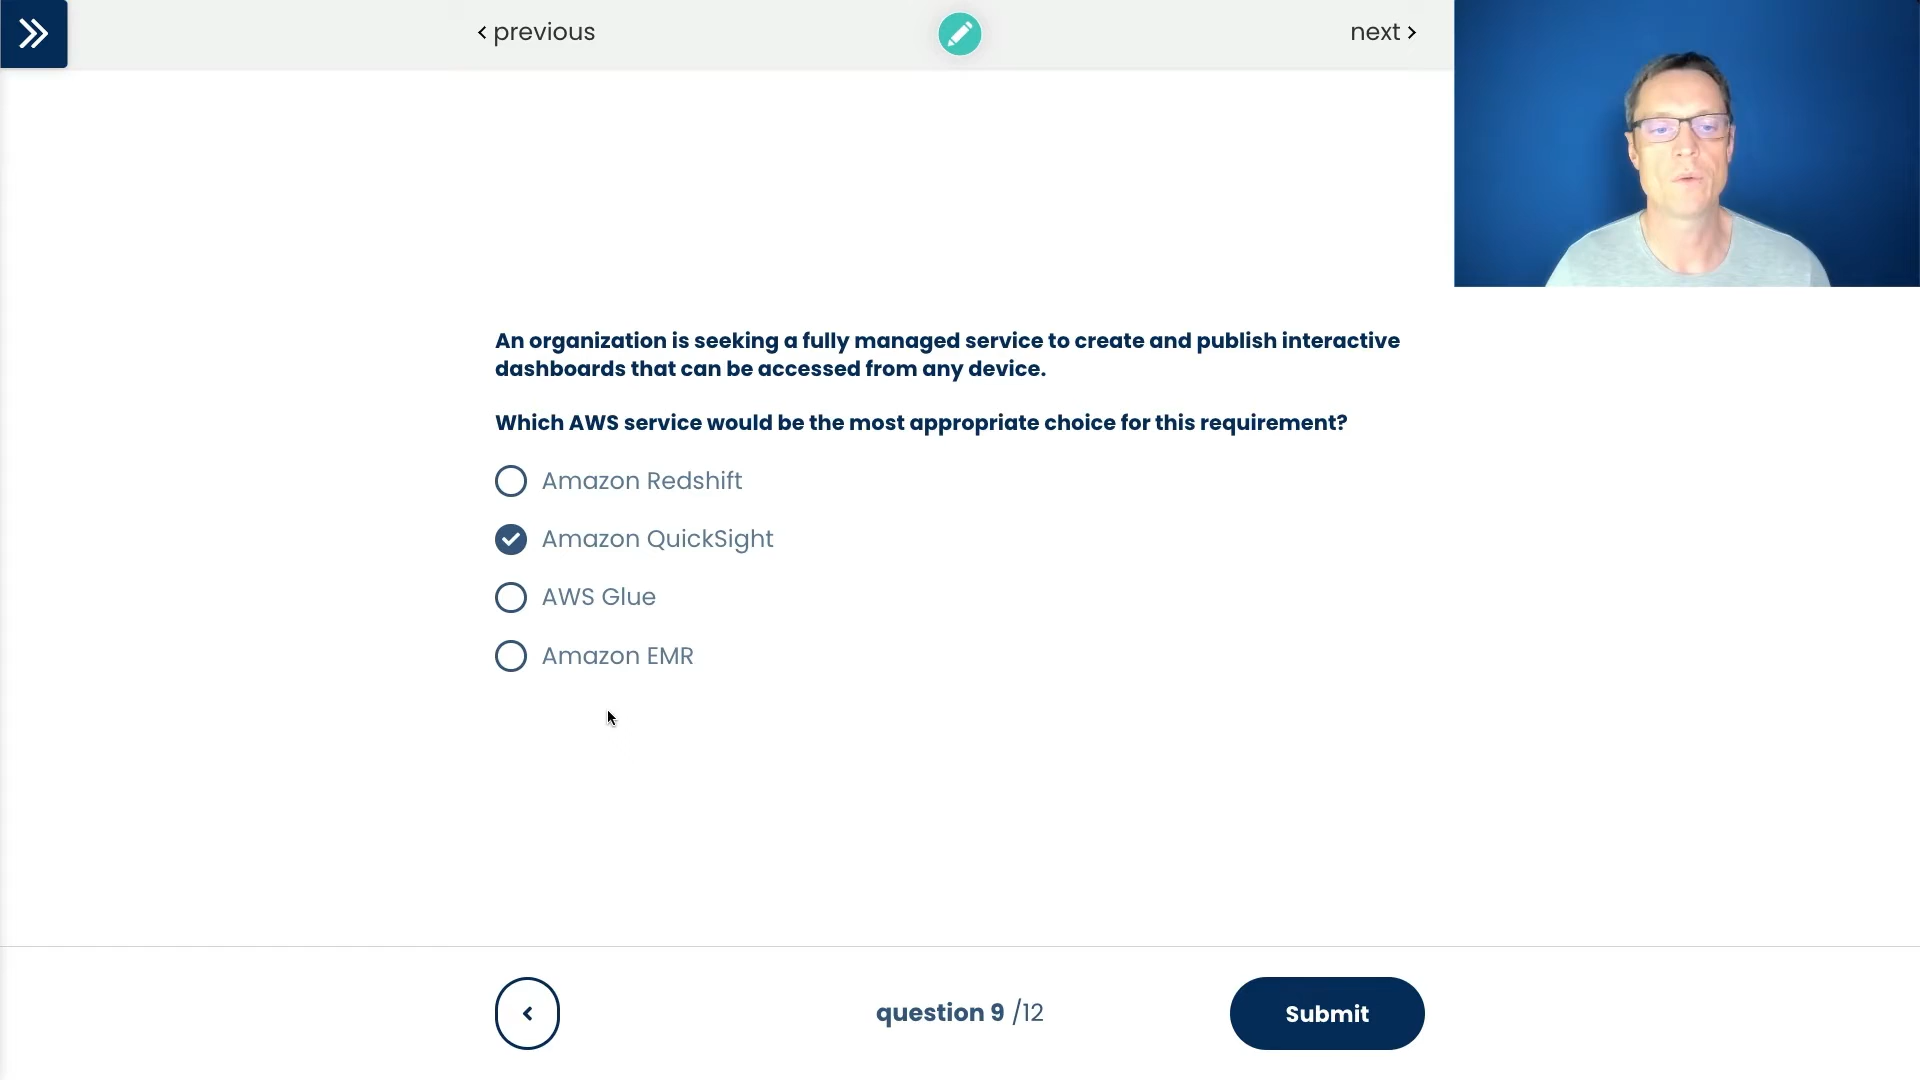 previous
next
An organization is seeking a fully managed service to create and publish interactive
dashboards that can be accessed from any device.
Which AWS service would be the most appropriate choice for this requirement?
Amazon Redshift
Amazon QuickSight
AWS Glue
Amazon EMR
question 9 /12
Submit